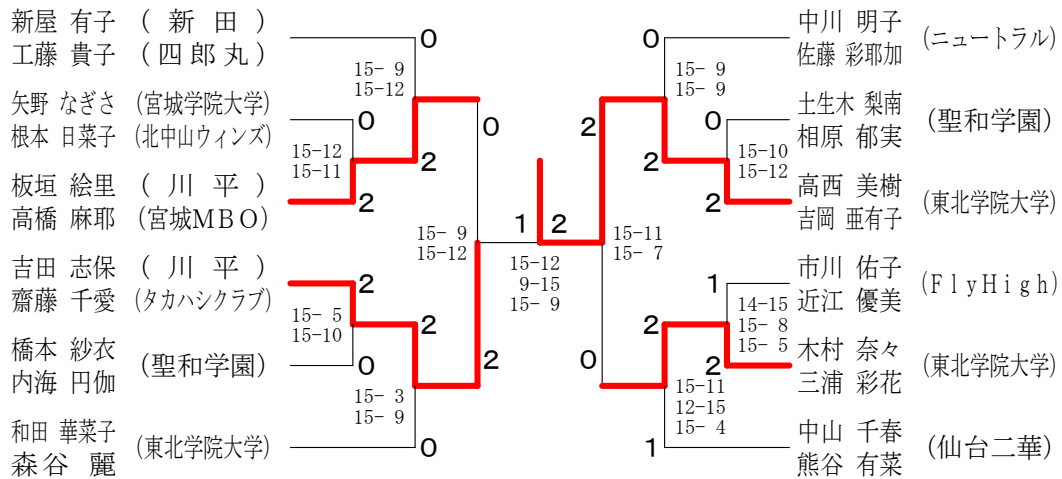 新屋 有子 ( 新 田 )
工藤 貴子 ( 四 郎 丸 )
0
15- 9
15-12
矢野 なぎさ (宮城学院大学)
根本 日菜子 (北中山ウィンズ)
0
15-12
15-11
2
板垣 絵里 ( 川 平 )
高橋 麻耶 (宮城MBO)
2
0
15- 9
15-12
吉田 志保 ( 川 平 )
齋藤 千愛 (タカハシクラブ)
2
15- 5
15-10
2
橋本 紗衣
内海 円伽
(聖和学園)
0
2
15- 3
15- 9
和田 華菜子
森谷 麗
(東北学院大学)
0
1 2
15-12
9-15
15- 9
中川 明子
佐藤 彩耶加
(ニュートラル)
0
15- 9
15- 9
土生木 梨南
相原 郁実
(聖和学園)
0
2
15-10
15-12
2
高西 美樹
吉岡 亜有子
(東北学院大学)
2
15-11
15- 7
市川 佑子
近江 優美
(FlyHigh)
1
14-15
15- 8
15- 5
2
木村 奈々
三浦 彩花
(東北学院大学)
2
0
15-11
12-15
15- 4
中山 千春
熊谷 有菜
(仙台二華)
1